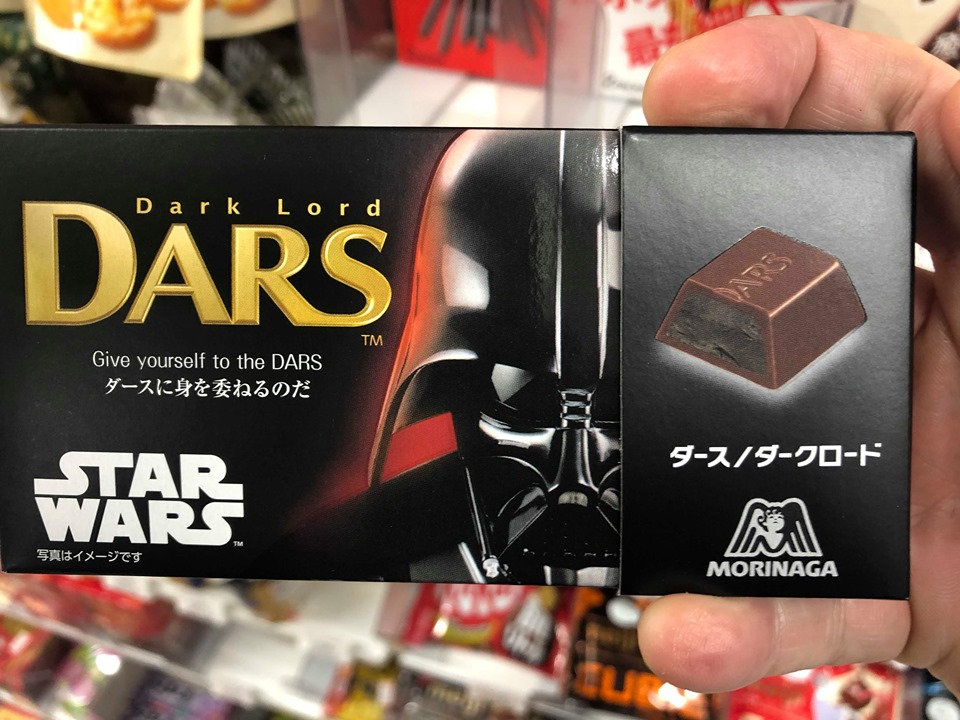 Dark Lord
DARS
TM
Give yourself to the DARS
ダースに身を委ねるのだ
STAR
WARS
TM
写真はイメージです
DARS
ダース/ダークロード
MORINAGA